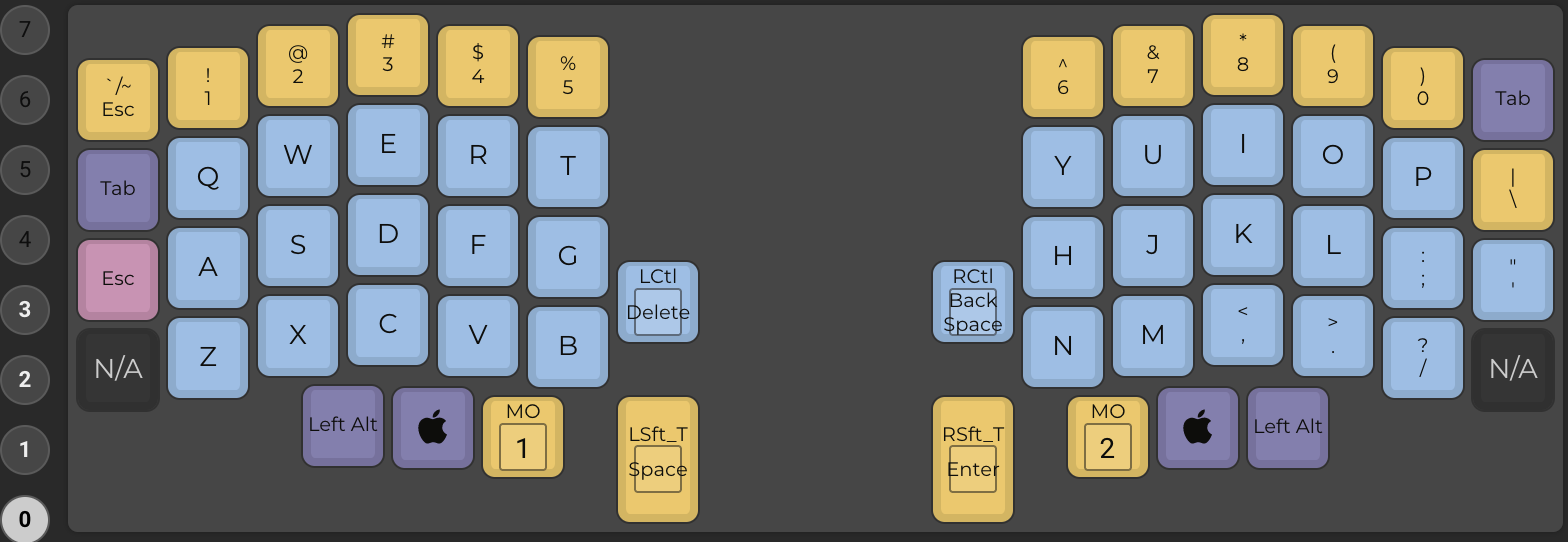 7
6
5
4
3
2
1
0
`/~
Esc
!
1
@
2
#
3
$
4
%
5
^
6
&
7
*
8
(
9
)
0
Tab
Tab
Q
W
E
R
T
Y
U
I
O
P
|
\
Esc
A
S
D
F
G
H
J
K
L
:
;
"
'
N/A
Z
X
C
V
B
LCtl
Delete
RCtl
Back
Space
N
M
<
,
>
.
?
/
N/A
Left Alt
MO
1
LSft_T
Space
RSft_T
Enter
MO
2
Left Alt